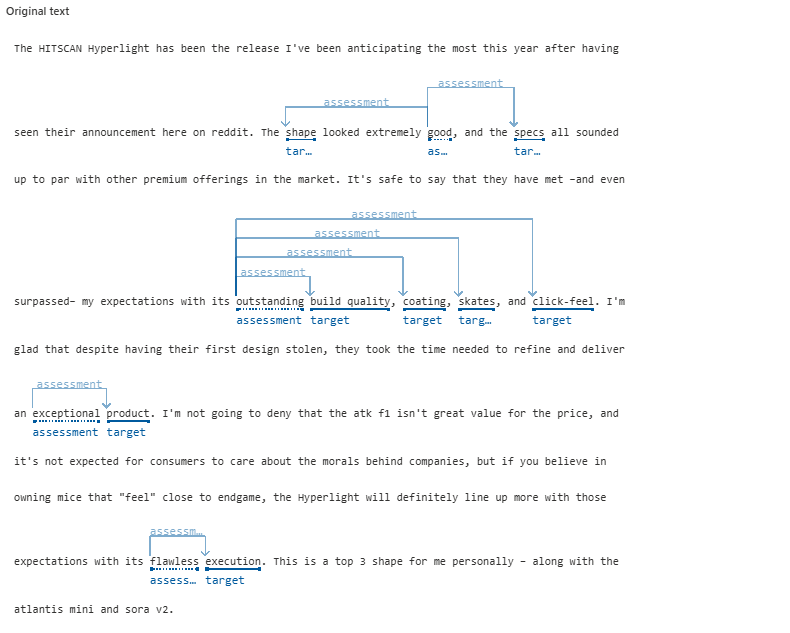 Original text
The HITSCAN Hyperlight has been the release I've been anticipating the most this year after having
assessment
assessment
seen their announcement here on reddit. The shape looked extremely good, and the specs all sounded
tar… as… tar…
up to par with other premium offerings in the market. It's safe to say that they have met –and even
assessment
assessment
assessment
assessment
surpassed– my expectations with its outstanding build quality, coating, skates, and click-feel. I'm
assessment target target targ… target
glad that despite having their first design stolen, they took the time needed to refine and deliver
assessment
an exceptional product. I'm not going to deny that the atk f1 isn't great value for the price, and
assessment target
it's not expected for consumers to care about the morals behind companies, but if you believe in
owning mice that "feel" close to endgame, the Hyperlight will definitely line up more with those
assessm…
expectations with its flawless execution. This is a top 3 shape for me personally – along with the
assess… target
atlantis mini and sora v2.